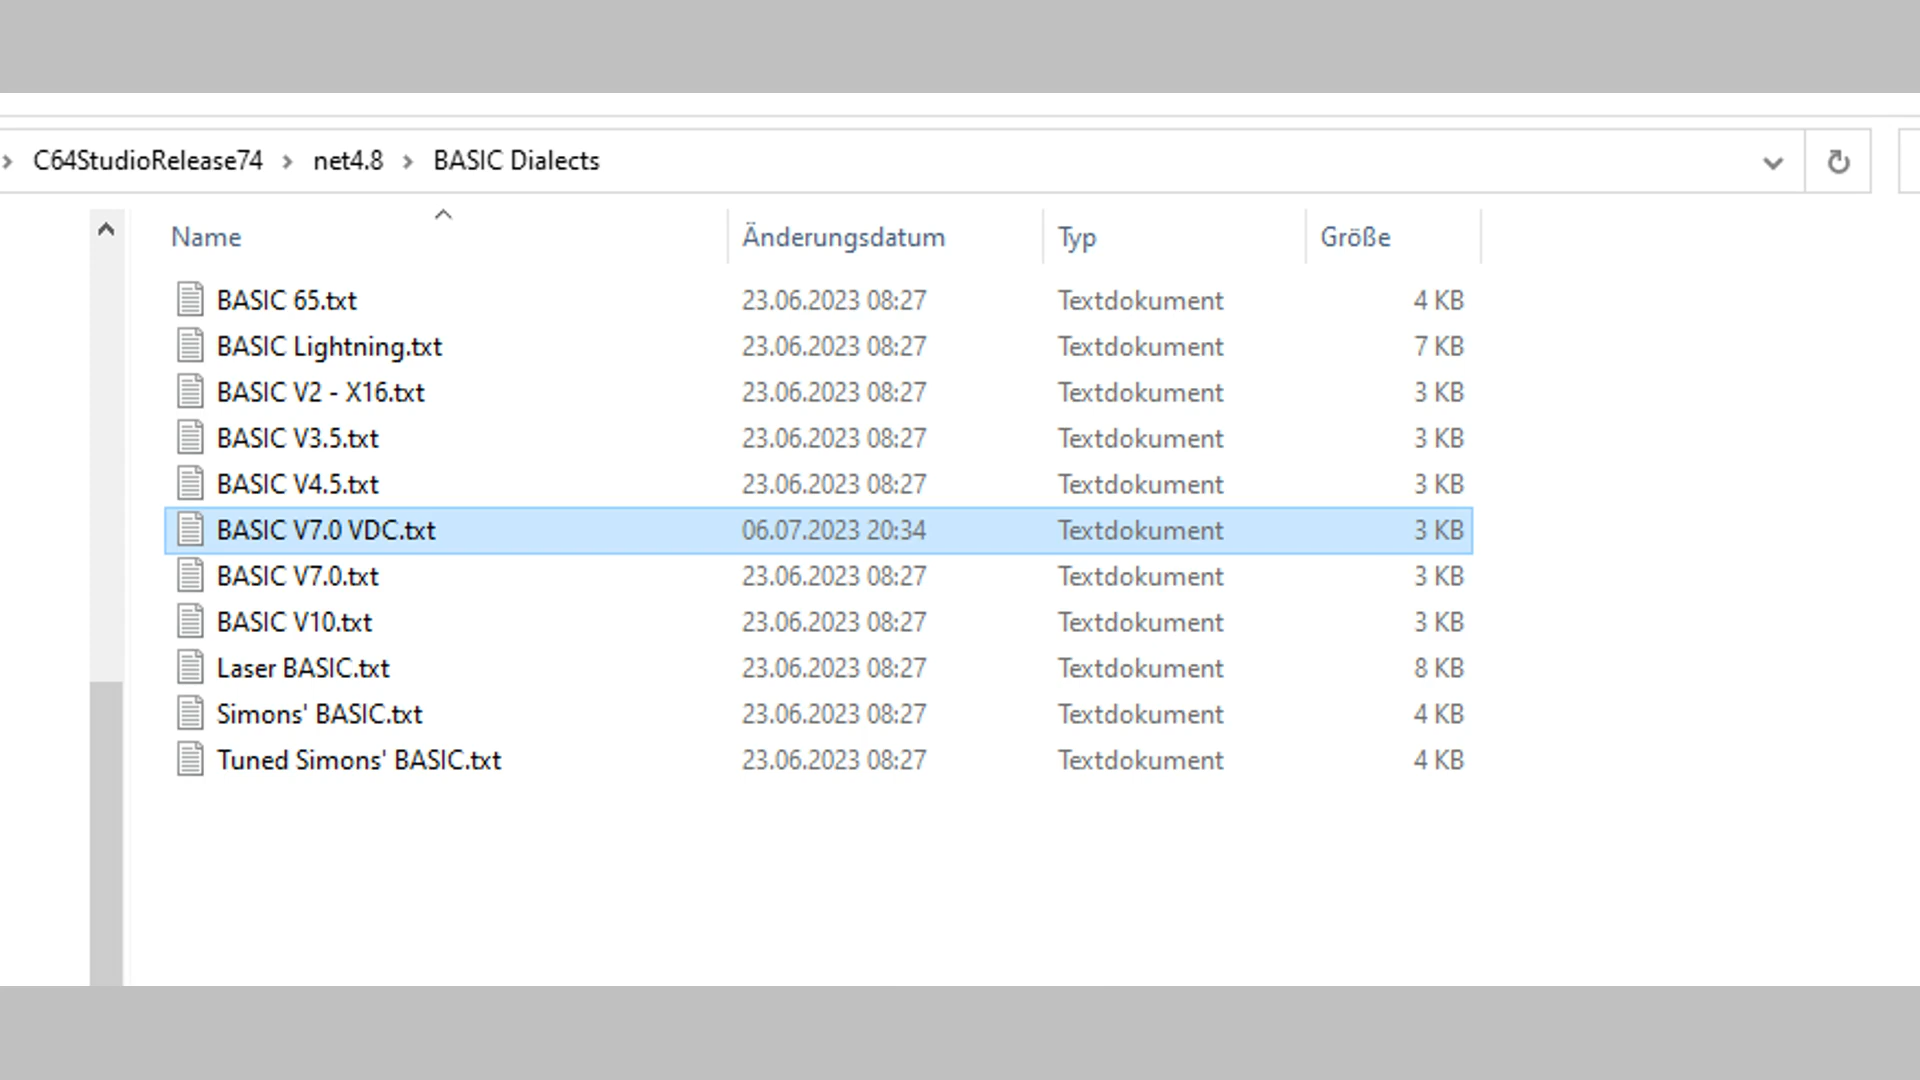 C64StudioRelease74 > net4.8 > BASIC Dialects
Name Änderungsdatum Typ Größe
BASIC 65.txt 23.06.2023 08:27 Textdokument 4 KB
BASIC Lightning.txt 23.06.2023 08:27 Textdokument 7 KB
BASIC V2 - X16.txt 23.06.2023 08:27 Textdokument 3 KB
BASIC V3.5.txt 23.06.2023 08:27 Textdokument 3 KB
BASIC V4.5.txt 23.06.2023 08:27 Textdokument 3 KB
BASIC V7.0 VDC.txt 06.07.2023 20:34 Textdokument 3 KB
BASIC V7.0.txt 23.06.2023 08:27 Textdokument 3 KB
BASIC V10.txt 23.06.2023 08:27 Textdokument 3 KB
Laser BASIC.txt 23.06.2023 08:27 Textdokument 8 KB
Simons' BASIC.txt 23.06.2023 08:27 Textdokument 4 KB
Tuned Simons' BASIC.txt 23.06.2023 08:27 Textdokument 4 KB